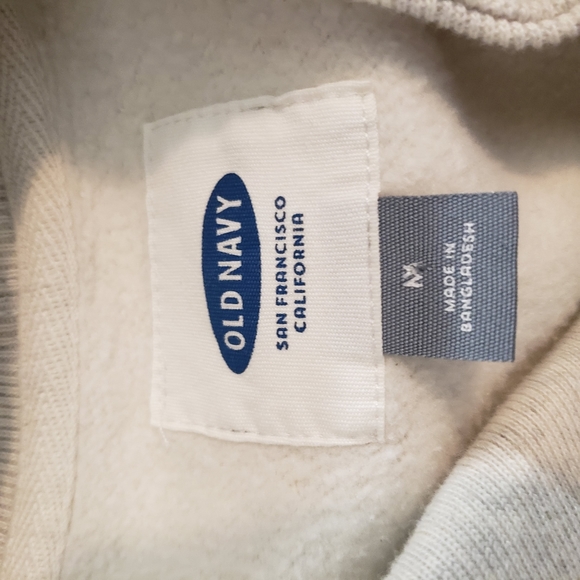 OLD NAVY
SAN FRANCISCO
CALIFORNIA
M
MADE IN
BANGLADESH